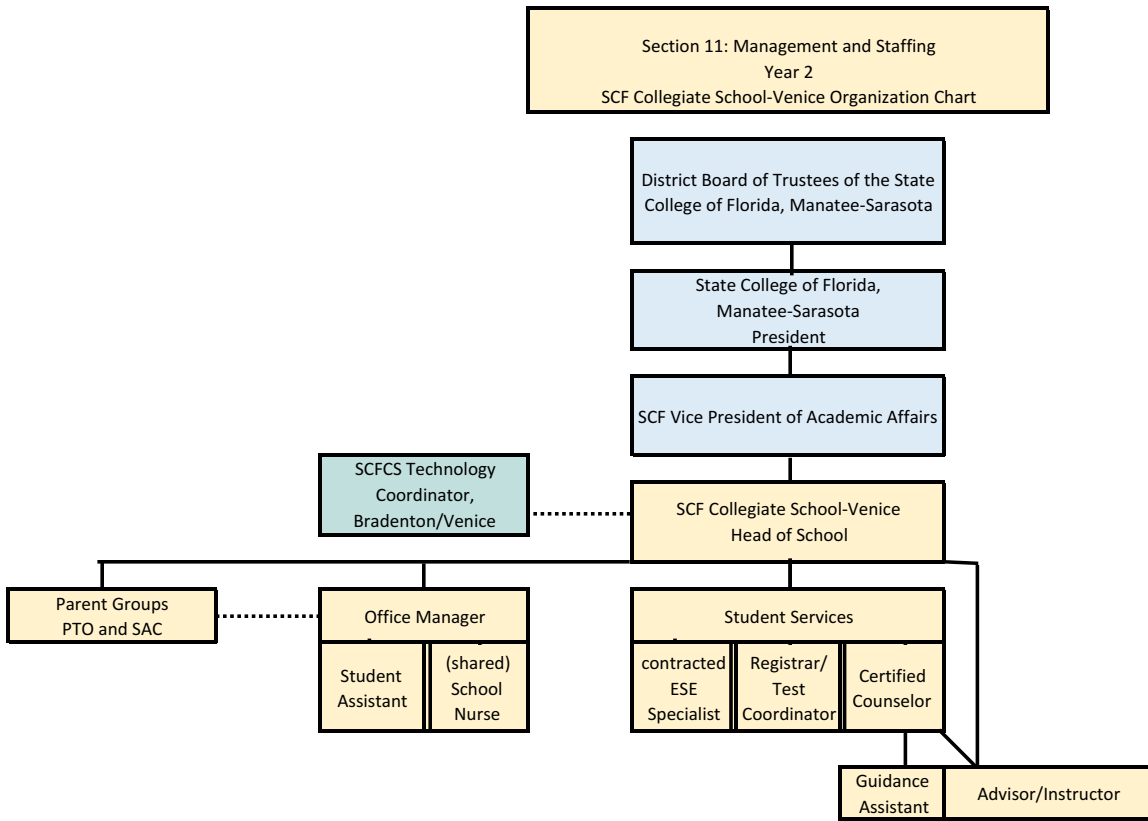 Section 11: Management and Staffing
Year 2
SCF Collegiate School-Venice Organization Chart
District Board of Trustees of the State
College of Florida, Manatee-Sarasota
State College of Florida,
Manatee-Sarasota
President
SCF Vice President of Academic Affairs
SCFCS Technology
Coordinator,
Bradenton/Venice
SCF Collegiate School-Venice
Head of School
Parent Groups
PTO and SAC
Office Manager
Student Services
Student
Assistant
(shared)
School
Nurse
contracted
ESE
Specialist
Registrar/
Test
Coordinator
Certified
Counselor
Guidance
Assistant
Advisor/Instructor